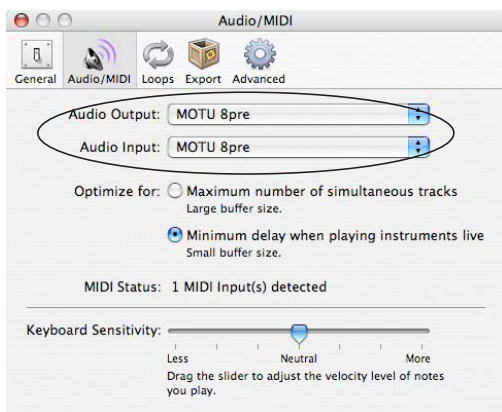 Audio/MIDI
General Audio/MIDI Loops Export Advanced
Audio Output: MOTU 8pre
Audio Input: MOTU 8pre
Optimize for: Maximum number of simultaneous tracks
Large buffer size.
Minimum delay when playing instruments live
Small buffer size.
MIDI Status: 1 MIDI Input(s) detected
Keyboard Sensitivity:
Less Neutral More
Drag the slider to adjust the velocity level of notes
you play.